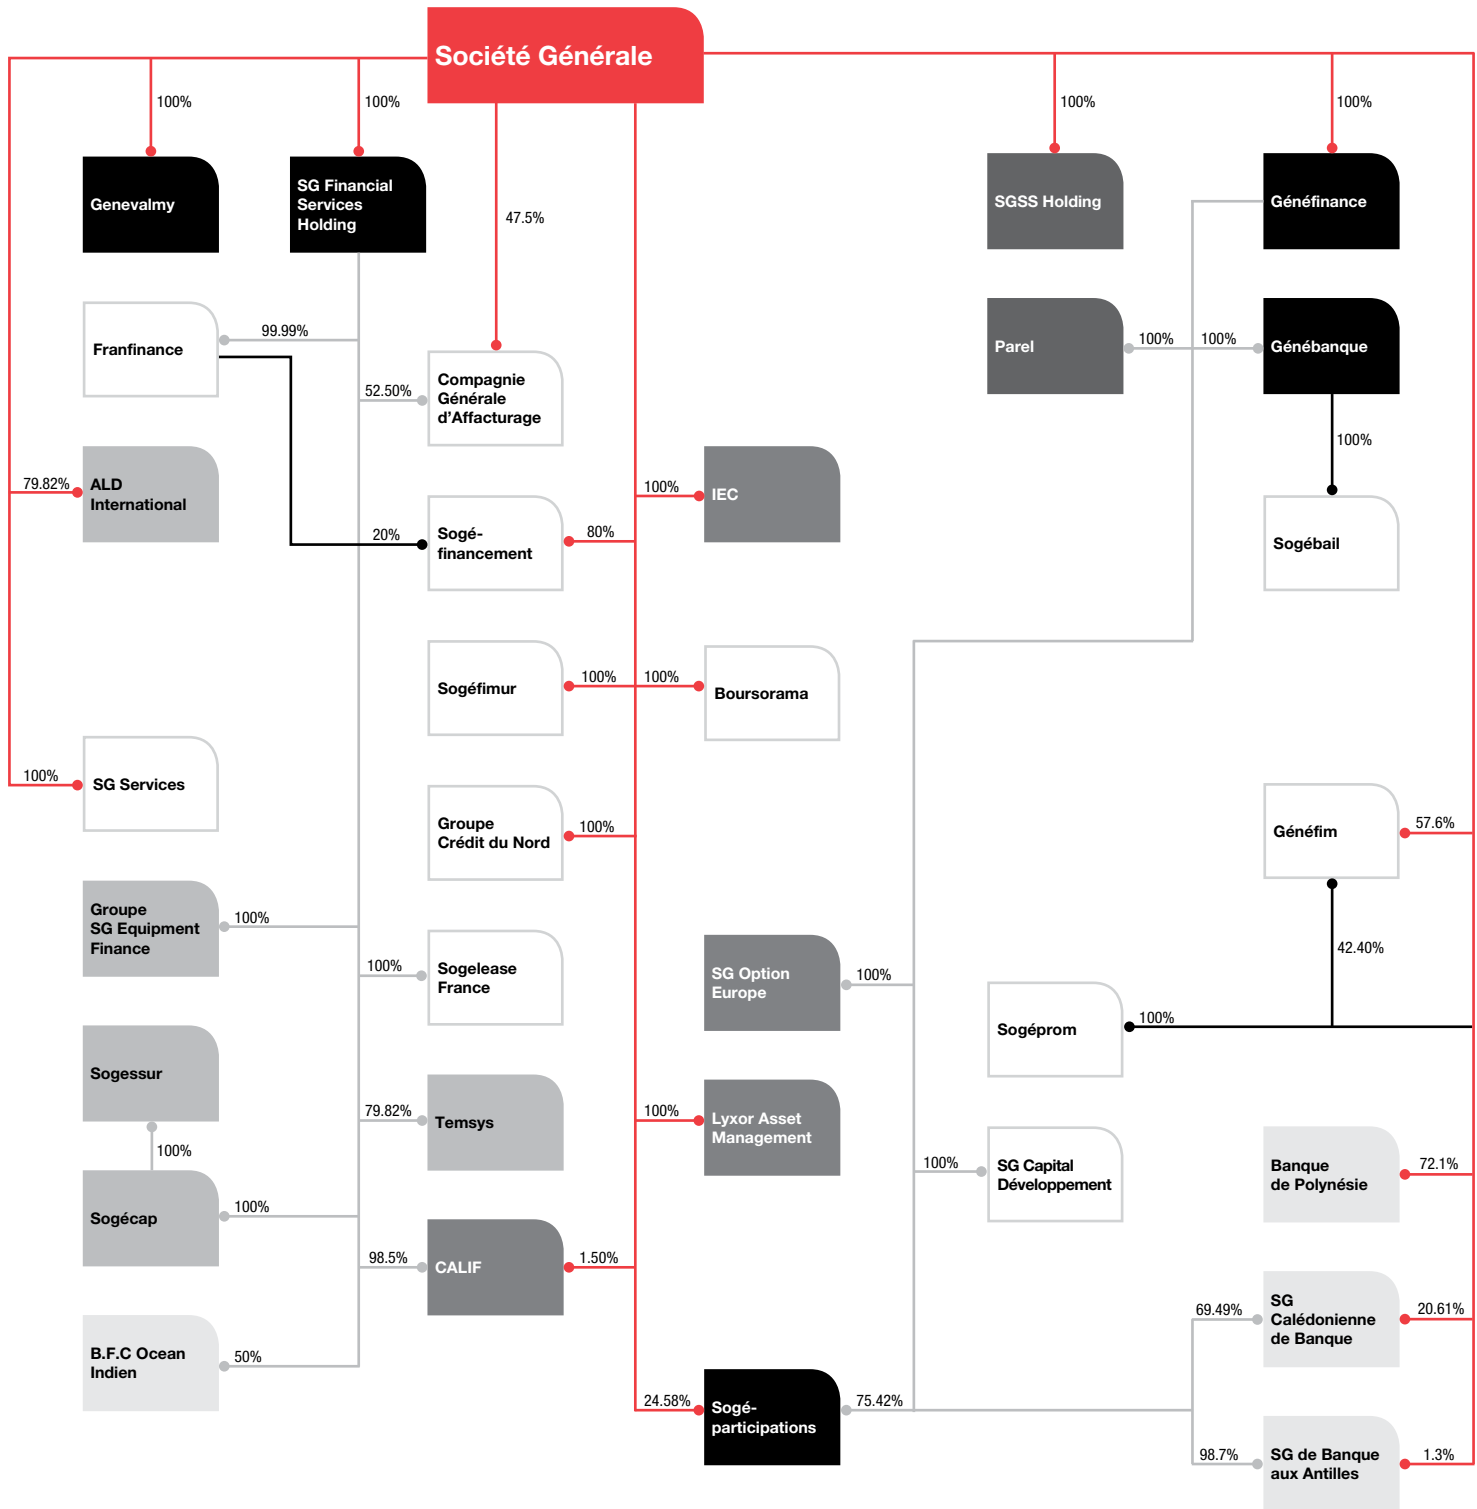 Société Générale
100%
100%
100%
100%
Genevalmy
SG Financial
Services
Holding
47.5%
SGSS Holding
Généfinance
Franfinance
99.99%
52.50%
Compagnie
Générale
d'Affacturage
Parel
100%
100%
Génébanque
100%
79.82%
ALD
International
20%
Sogé-
financement
80%
100%
IEC
Sogébail
Sogéfimur
100%
100%
Boursorama
100%
SG Services
Groupe
Crédit du Nord
100%
Généfim
57.6%
42.40%
Groupe
SG Equipment
Finance
100%
100%
Sogelease
France
SG Option
Europe
100%
Sogéprom
100%
Sogessur
100%
79.82%
Temsys
100%
Lyxor Asset
Management
100%
SG Capital
Développement
Banque
de Polynésie
72.1%
Sogécap
100%
98.5%
CALIF
1.50%
69.49%
SG
Calédonienne
de Banque
20.61%
B.F.C Ocean
Indien
50%
24.58%
Sogé-
participations
75.42%
98.7%
SG de Banque
aux Antilles
1.3%